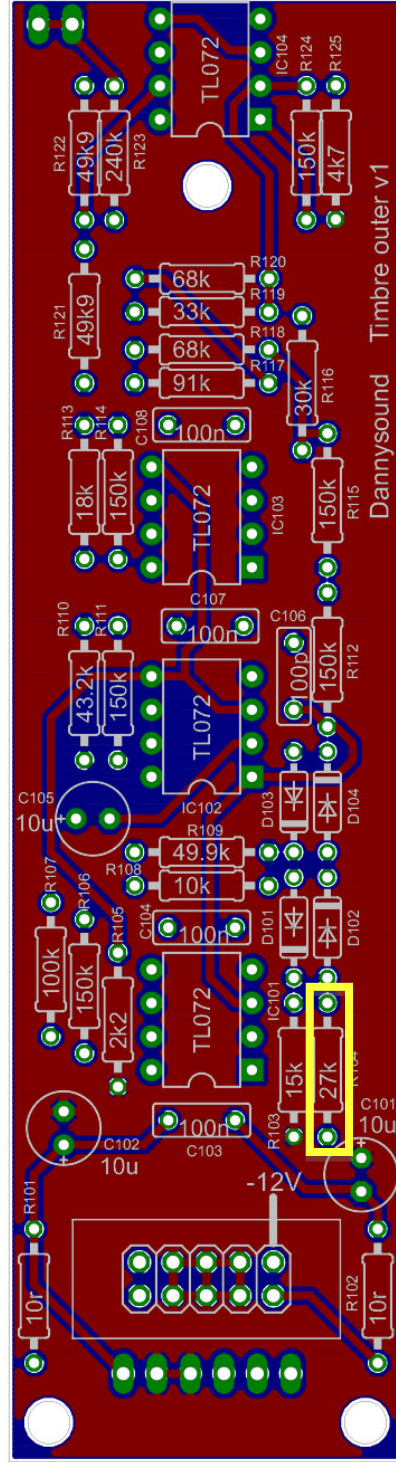 TL072
IC104
R124
R125
R122
49k9
240k
R123
150k
4k7
Timbre outer v1
Dannysound
R121
49k9
68k
R120
33k
R119
68k
R118
91k
R117
30k
R116
R113
R114
C108
100n
18k
150k
TL072
IC103
150k
R115
C107
100n
C106
100p
R110
R111
43.2k
150k
TL072
IC102
150k
R112
C105
10u
+
R109
49.9k
R108
10k
D103
D104
R107
R106
R105
100k
150k
2k2
C104
100n
TL072
IC101
D101
D102
15k
R103
27k
R104
C101
10u
+
C102
10u
+
100n
C103
R101
10r
-12V
R102
10r